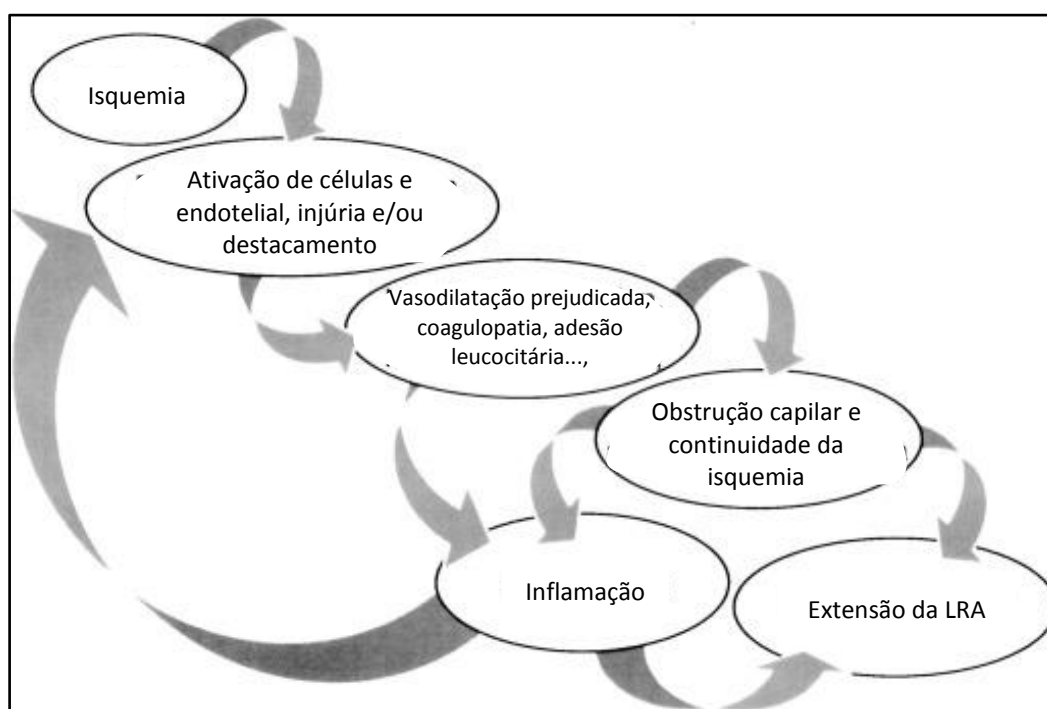 Isquemia
Ativação de células e
endotelial, injúria e/ou
destacamento
Vasodilatação prejudicada,
coagulopatia, adesão
leucocitária...,
Obstrução capilar e
continuidade da
isquemia
Inflamação
Extensão da LRA